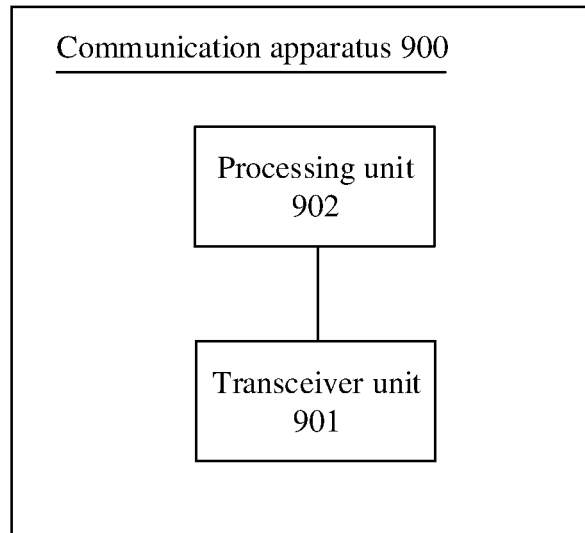 Communication apparatus 900
Processing unit
902
Transceiver unit
901